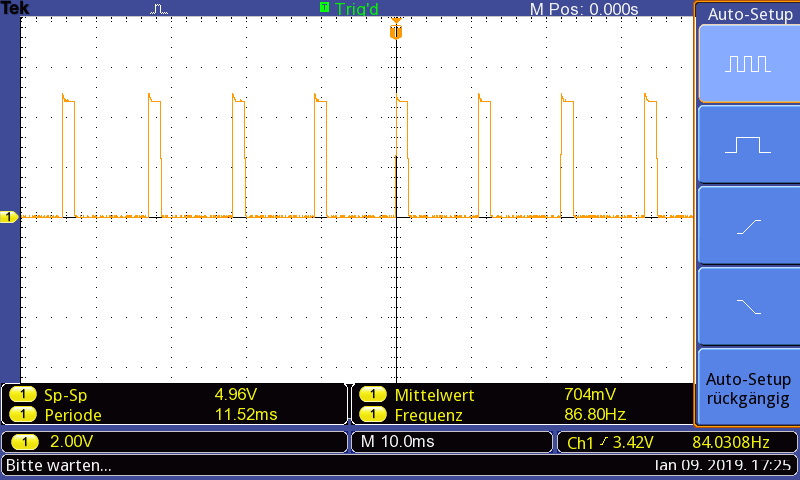 Tek T Trig'd M Pos: 0.000s Auto-Setup
T
1
1 Sp-Sp 4.96V 1 Mittelwert 704mV
1 Periode 11.52ms 1 Frequenz 86.80Hz
Auto-Setup
rückgängig
1 2.00V M 10.0ms Ch1 3.42V 84.0308Hz
Bitte warten... Jan 09, 2019, 17:25